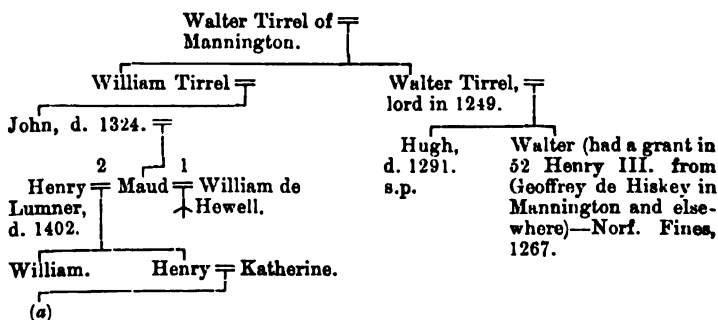 Walter Tirrel of
Mannington.
William Tirrel
Walter Tirrel,
lord in 1249.
John, d. 1324.
Hugh,
d. 1291.
s.p.
Walter (had a grant in
52 Henry III. from
Geoffrey de Hiskey in
Mannington and else-
where)—Norf. Fines,
1267.
2
1
Henry
Lumner,
d. 1402.
Maud
William de
Hewell.
William.
Henry
Katherine.
(a)